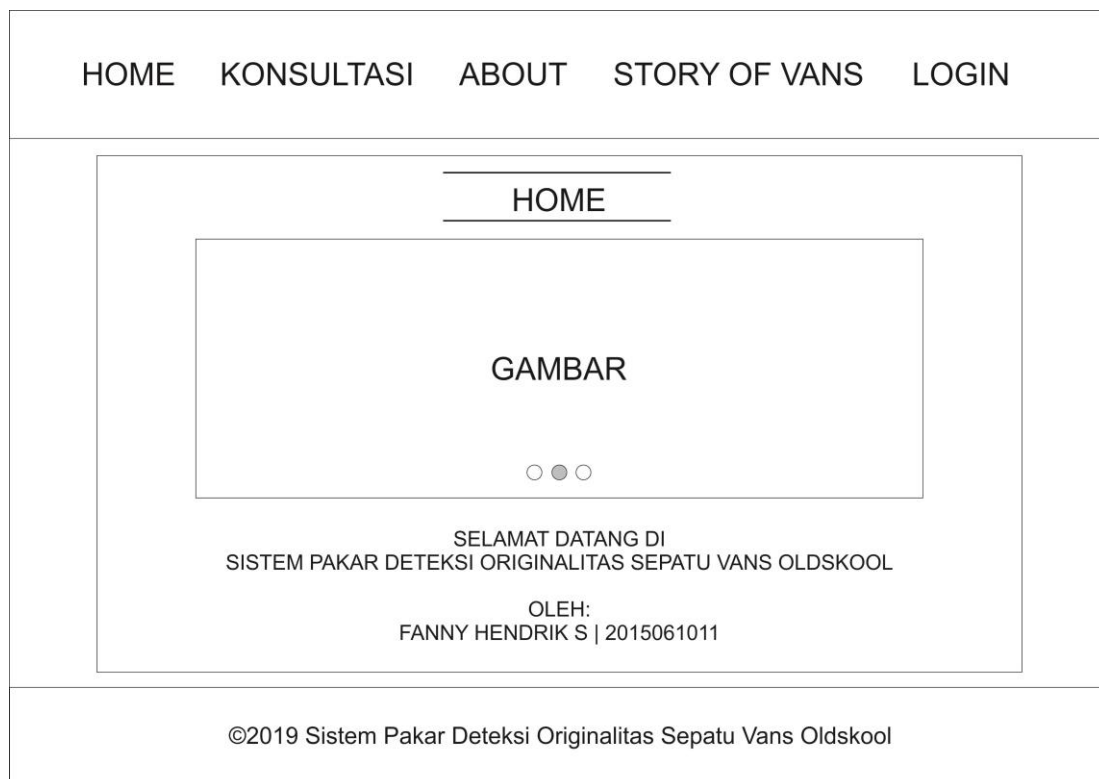 HOME KONSULTASI ABOUT STORY OF VANS LOGIN
HOME
GAMBAR
SELAMAT DATANG DI
SISTEM PAKAR DETEKSI ORIGINALITAS SEPATU VANS OLDSKOOL
OLEH:
FANNY HENDRIK S | 2015061011
©2019 Sistem Pakar Deteksi Originalitas Sepatu Vans Oldskool